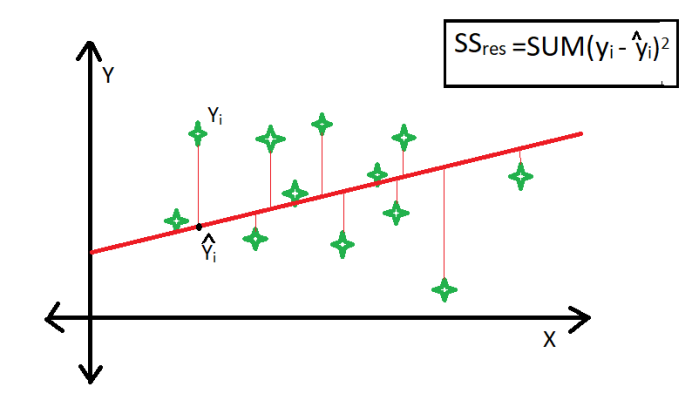 SSres =SUM(yi - ŷi)2
Y
Yi
Ŷi
X